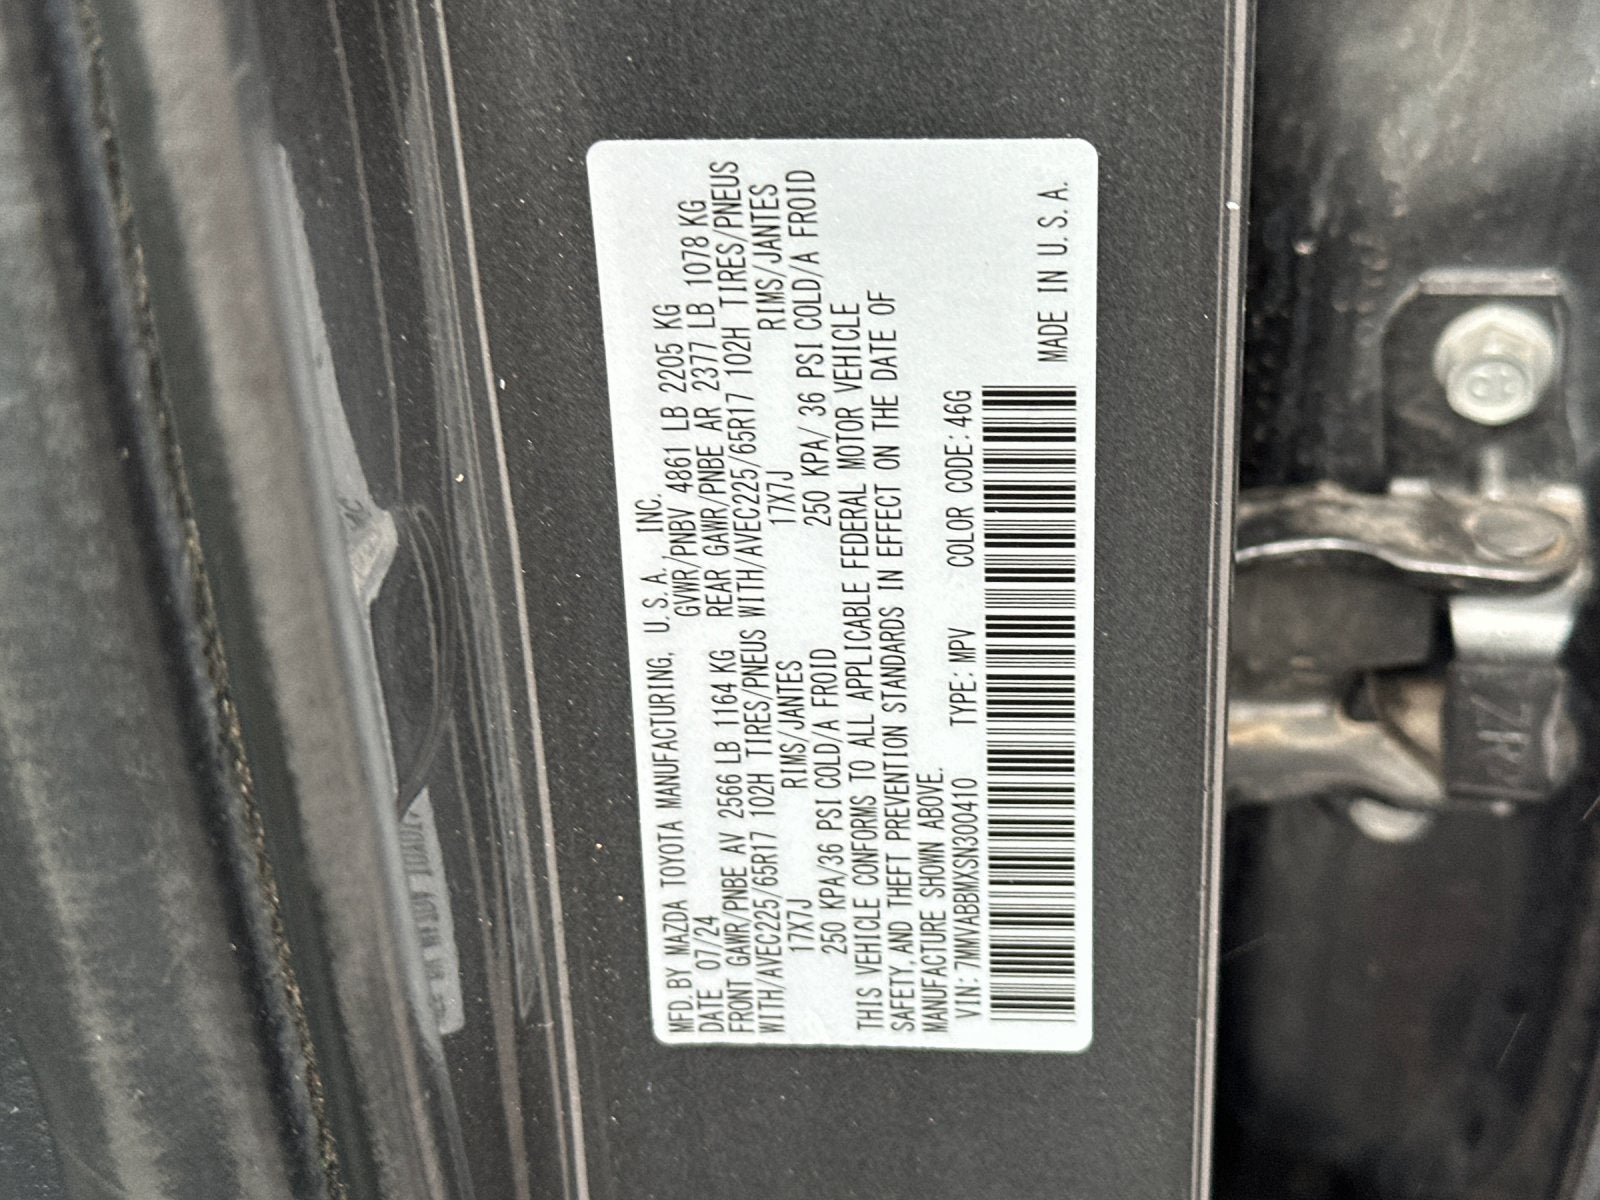 MFD. BY MAZDA TOYOTA MANUFACTURING, U.S.A., INC.
DATE 07/24 GVWR/PNBV 4861 LB 2205 KG
FRONT GAWR/PNBE AV 2566 LB 1164 KG REAR GAWR/PNBE AR 2377 LB 1078 KG
WITH/AVEC225/65R17 102H TIRES/PNEUS WITH/AVEC225/65R17 102H TIRES/PNEUS
17X7J RIMS/JANTES 17X7J RIMS/JANTES
250 KPA/36 PSI COLD/A FROID 250 KPA/ 36 PSI COLD/A FROID
THIS VEHICLE CONFORMS TO ALL APPLICABLE FEDERAL MOTOR VEHICLE
SAFETY,AND THEFT PREVENTION STANDARDS IN EFFECT ON THE DATE OF
MANUFACTURE SHOWN ABOVE.
VIN: 7MMVABBMXSN300410 TYPE: MPV COLOR CODE: 46G
MADE IN U.S.A.
7R